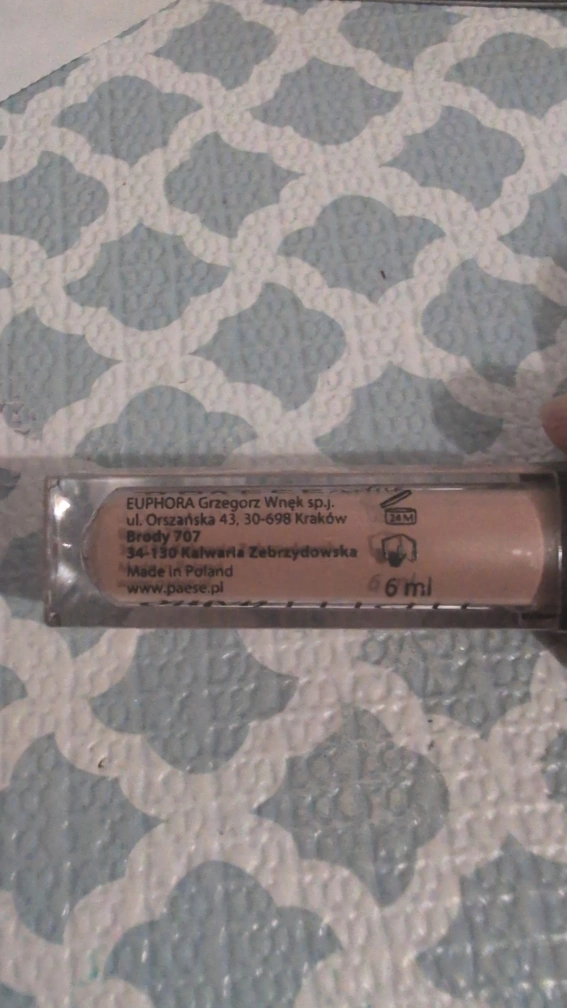 EUPHORA Grzegorz Wnęk sp.j.
ul. Orszańska 43, 30-698 Kraków
Brody 707
34-130 Kalwaria Zebrzydowska
Made in Poland
www.paese.pl
24M
6 ml